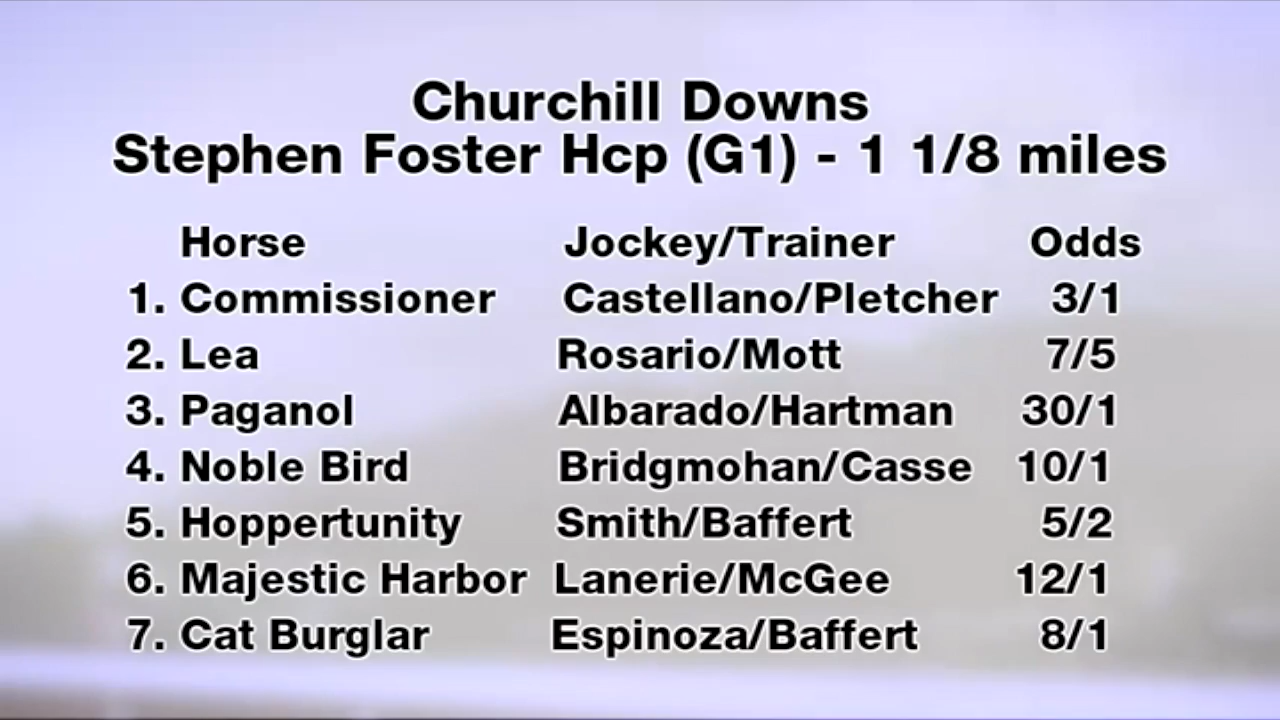 Churchill Downs
Stephen Foster Hcp (G1) - 1 1/8 miles
Horse Jockey/Trainer Odds
1. Commissioner Castellano/Pletcher 3/1
2. Lea Rosario/Mott 7/5
3. Paganol Albarado/Hartman 30/1
4. Noble Bird Bridgmohan/Casse 10/1
5. Hoppertunity Smith/Baffert 5/2
6. Majestic Harbor Lanerie/McGee 12/1
7. Cat Burglar Espinoza/Baffert 8/1